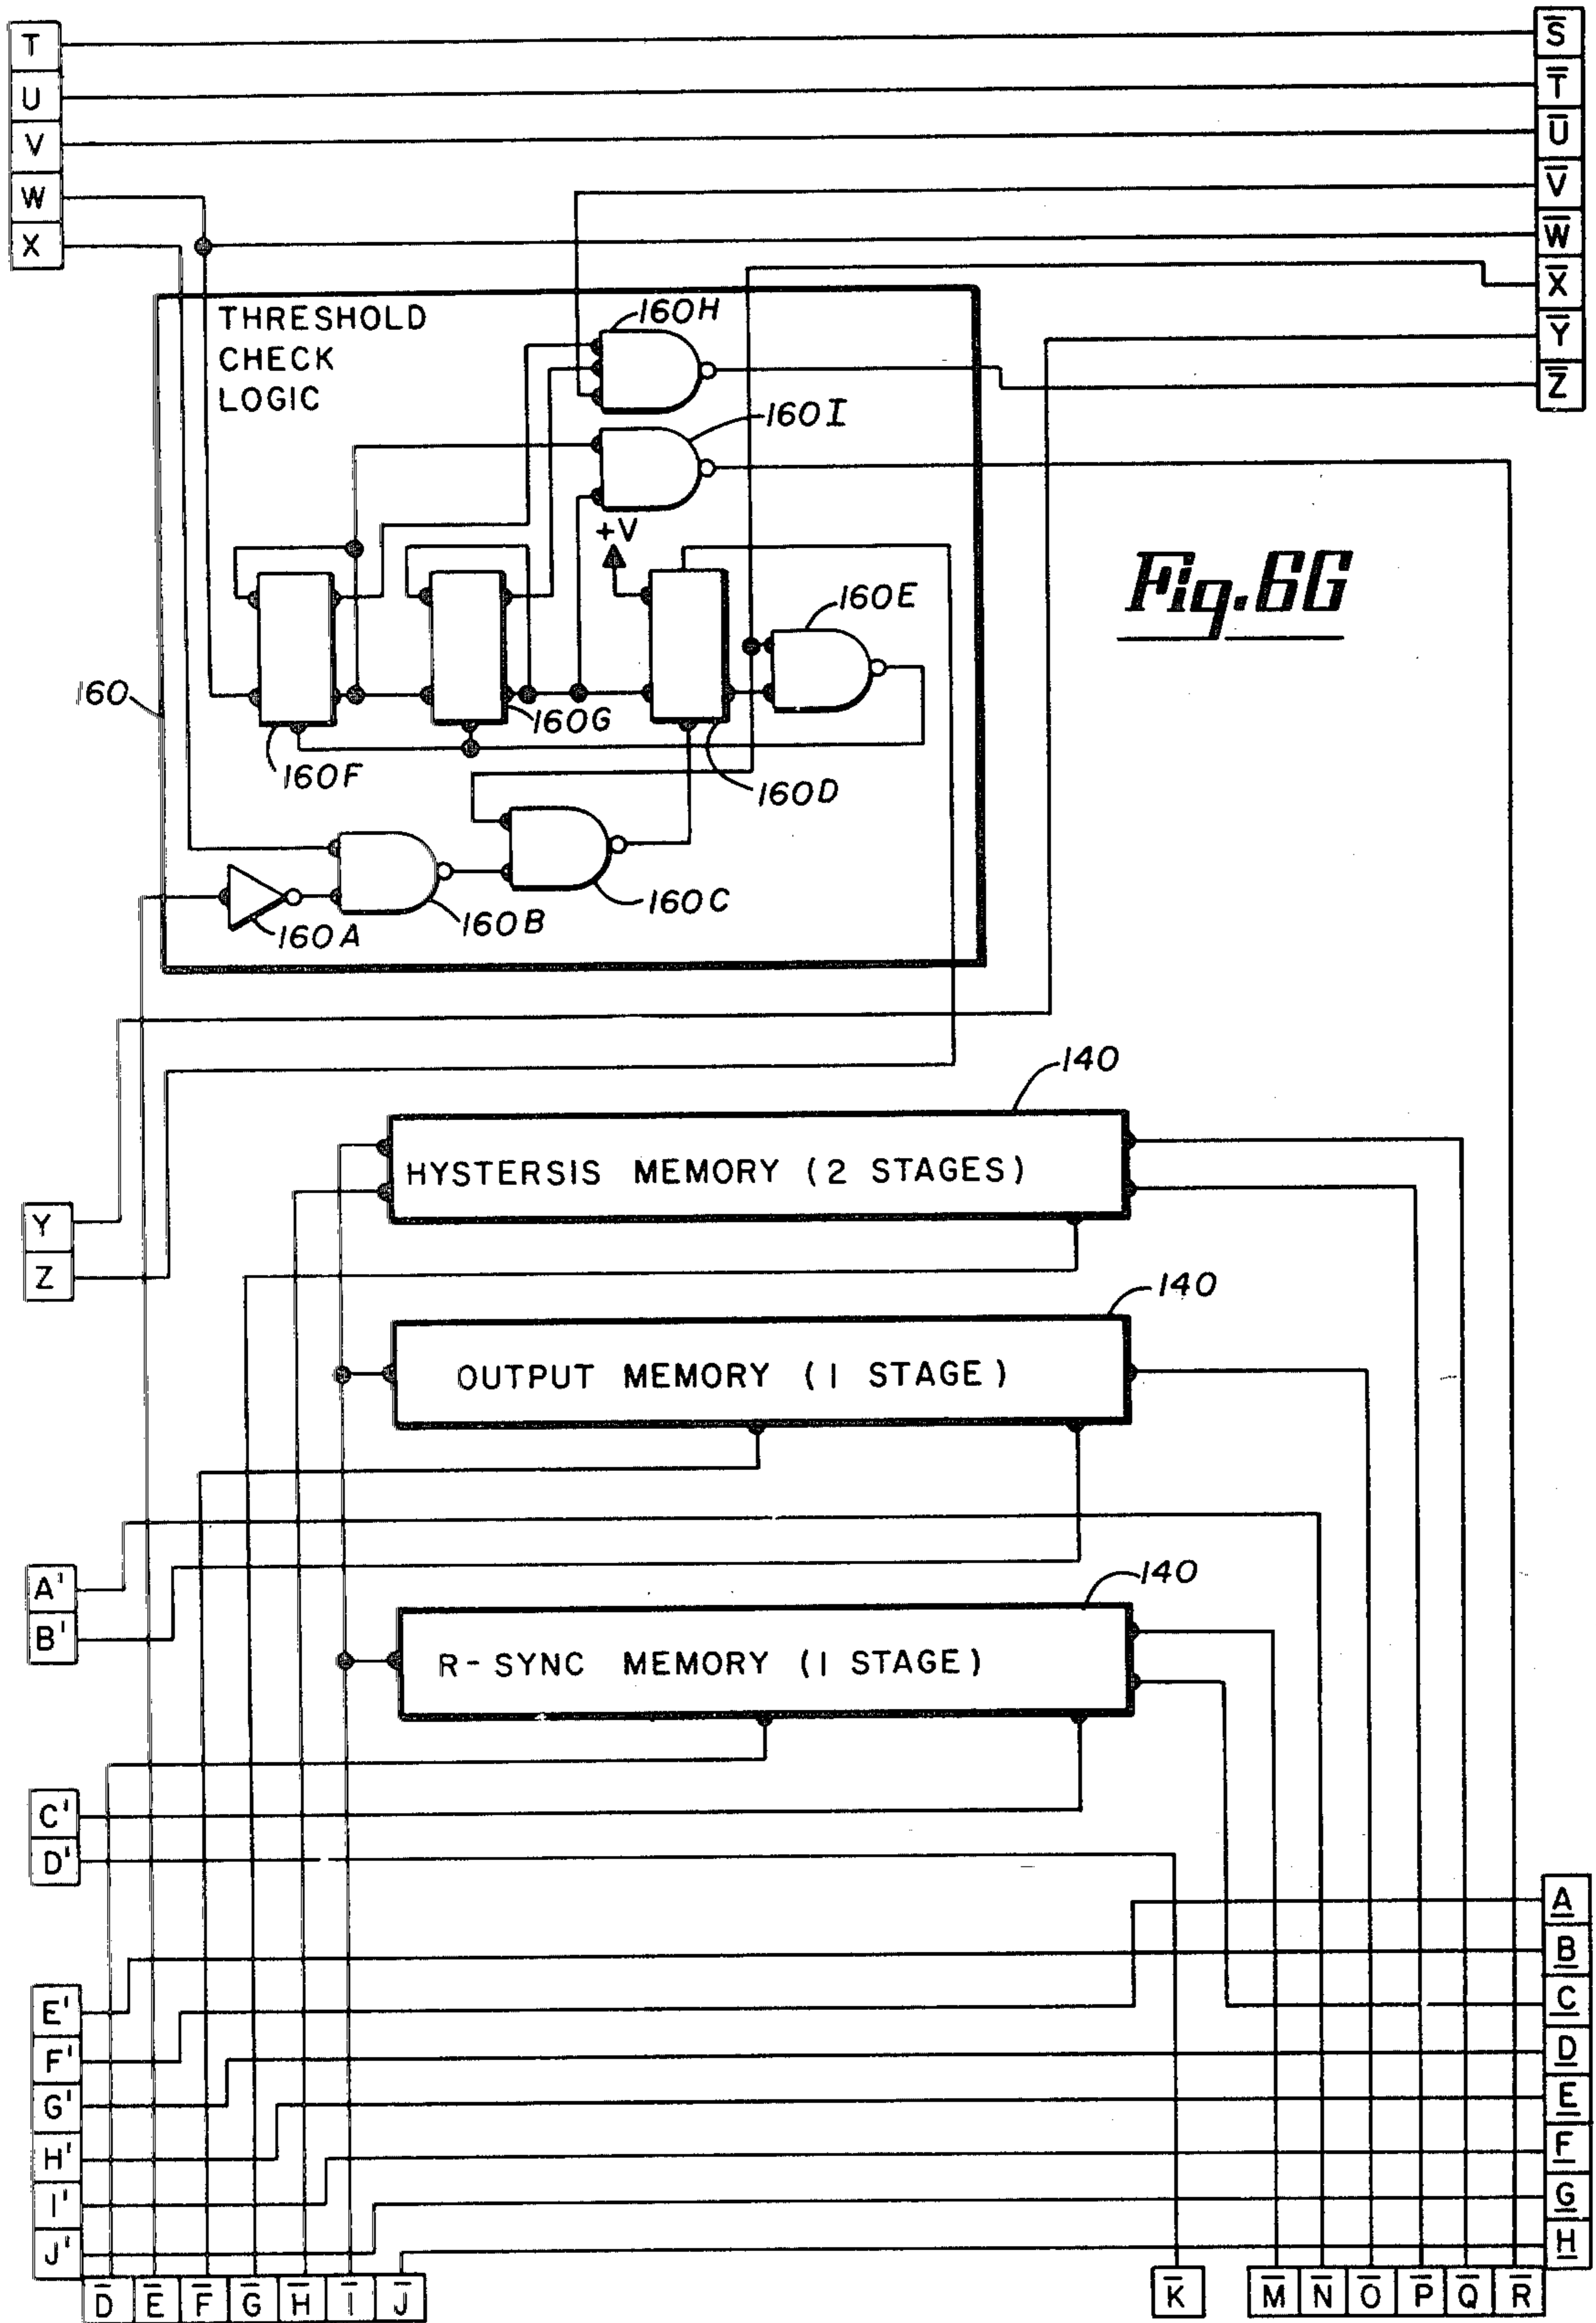 T
S̅
U
T̅
V
U̅
W
V̅
X
W̅
X̅
Y̅
Z̅
THRESHOLD
CHECK
LOGIC
160H
160I
+V
160E
Fig. 6G
160
160G
160F
160D
160C
160B
160A
140
HYSTERSIS MEMORY (2 STAGES)
Y
Z
140
OUTPUT MEMORY (1 STAGE)
A'
B'
140
R-SYNC MEMORY (1 STAGE)
C'
D'
A̲
B̲
E'
C̲
F'
D̲
G'
E̲
H'
F̲
I'
G̲
J'
H̲
D̅ E̅ F̅ G̅ H̅ I̅ J̅ K̅ M̅ N̅ O̅ P̅ Q̅ R̅